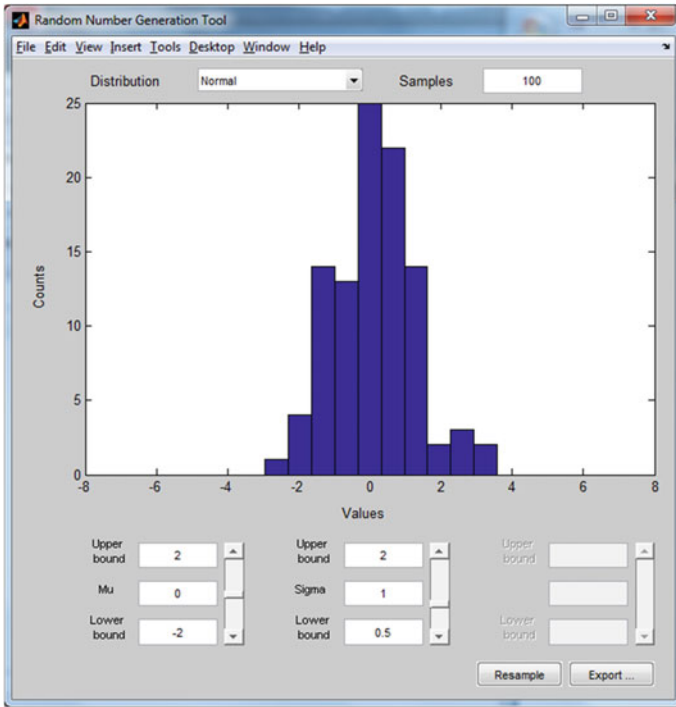 Random Number Generation Tool
File Edit View Insert Tools Desktop Window Help
Distribution Normal Samples 100
25
20
15
10
5
0
Counts
-8 -6 -4 -2 0 2 4 6 8
Values
Upper bound 2 Upper bound 2 Upper bound
Mu 0 Sigma 1
Lower bound -2 Lower bound 0.5 Lower bound
Resample Export ...